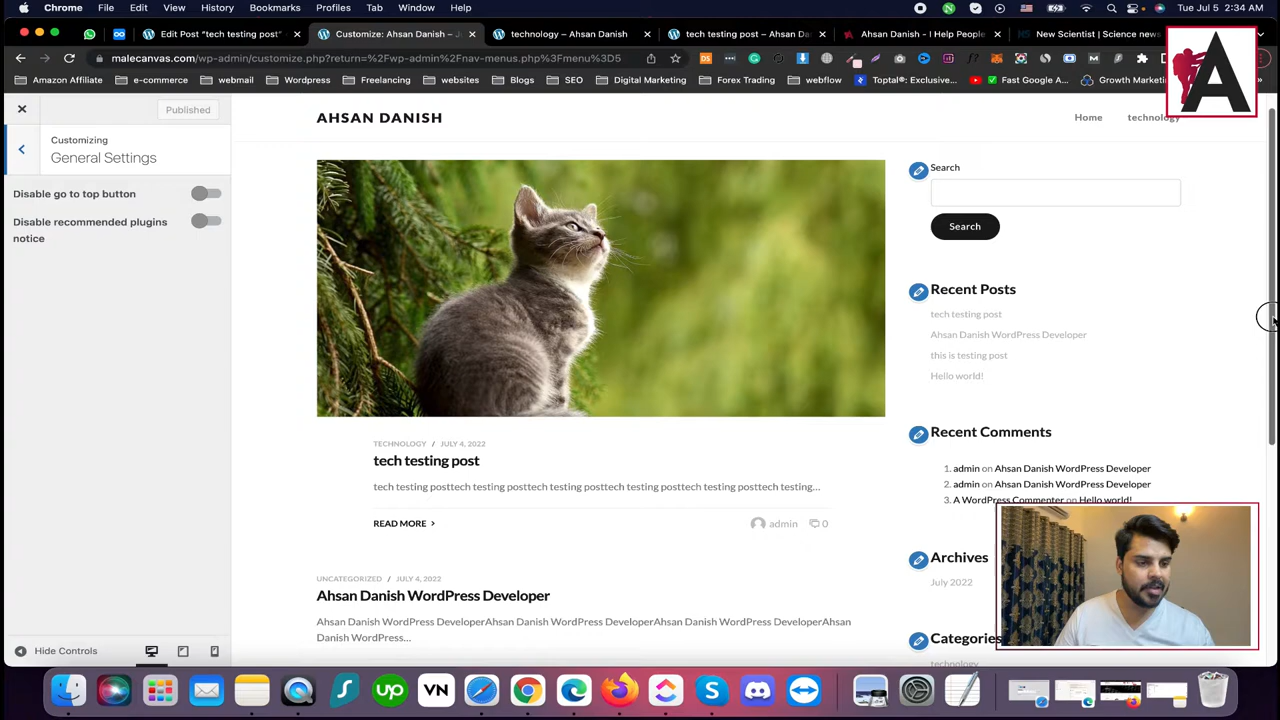 Chrome File Edit View History Bookmarks Profiles Tab Window Help
Tue Jul 5 2:34 AM
Edit Post “tech testing post”
Customize: Ahsan Danish –
technology – Ahsan Danish
tech testing post – Ahsan Da
Ahsan Danish - I Help People
New Scientist | Science news
malecanvas.com/wp-admin/customize.php?return=%2Fwp-admin%2Fnav-menus.php%3Fmenu%3D5
Amazon Affiliate
e-commerce
webmail
Wordpress
Freelancing
websites
Blogs
SEO
Digital Marketing
Forex Trading
webflow
Toptal®: Exclusive...
Fast Google A...
Growth Market
A
Published
Customizing
General Settings
AHSAN DANISH
Home
technology
Disable go to top button
Disable recommended plugins
notice
Search
Search
Recent Posts
tech testing post
Ahsan Danish WordPress Developer
this is testing post
Hello world!
Recent Comments
1. admin on Ahsan Danish WordPress Developer
2. admin on Ahsan Danish WordPress Developer
3. A WordPress Commenter on Hello world!
Archives
July 2022
Categories
technology
TECHNOLOGY / JULY 4, 2022
tech testing post
tech testing posttech testing posttech testing posttech testing posttech testing posttech testing…
READ MORE >
admin
0
UNCATEGORIZED / JULY 4, 2022
Ahsan Danish WordPress Developer
Ahsan Danish WordPress DeveloperAhsan Danish WordPress DeveloperAhsan Danish WordPress DeveloperAhsan
Danish WordPress…
Hide Controls
up
VN